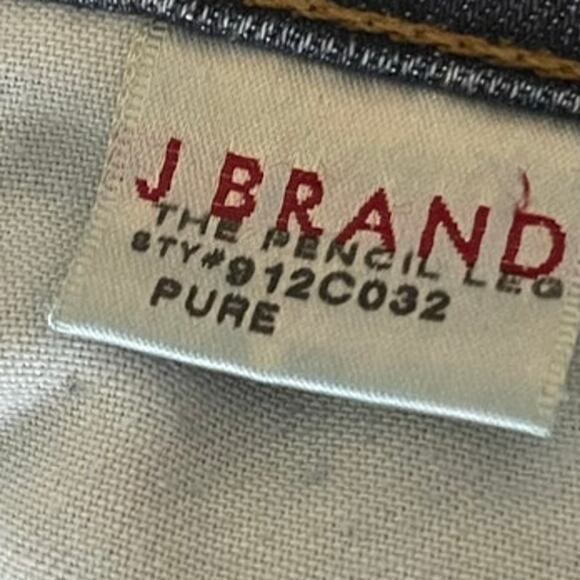 J BRAND
THE PENCIL LEG
STY#912C032
PURE